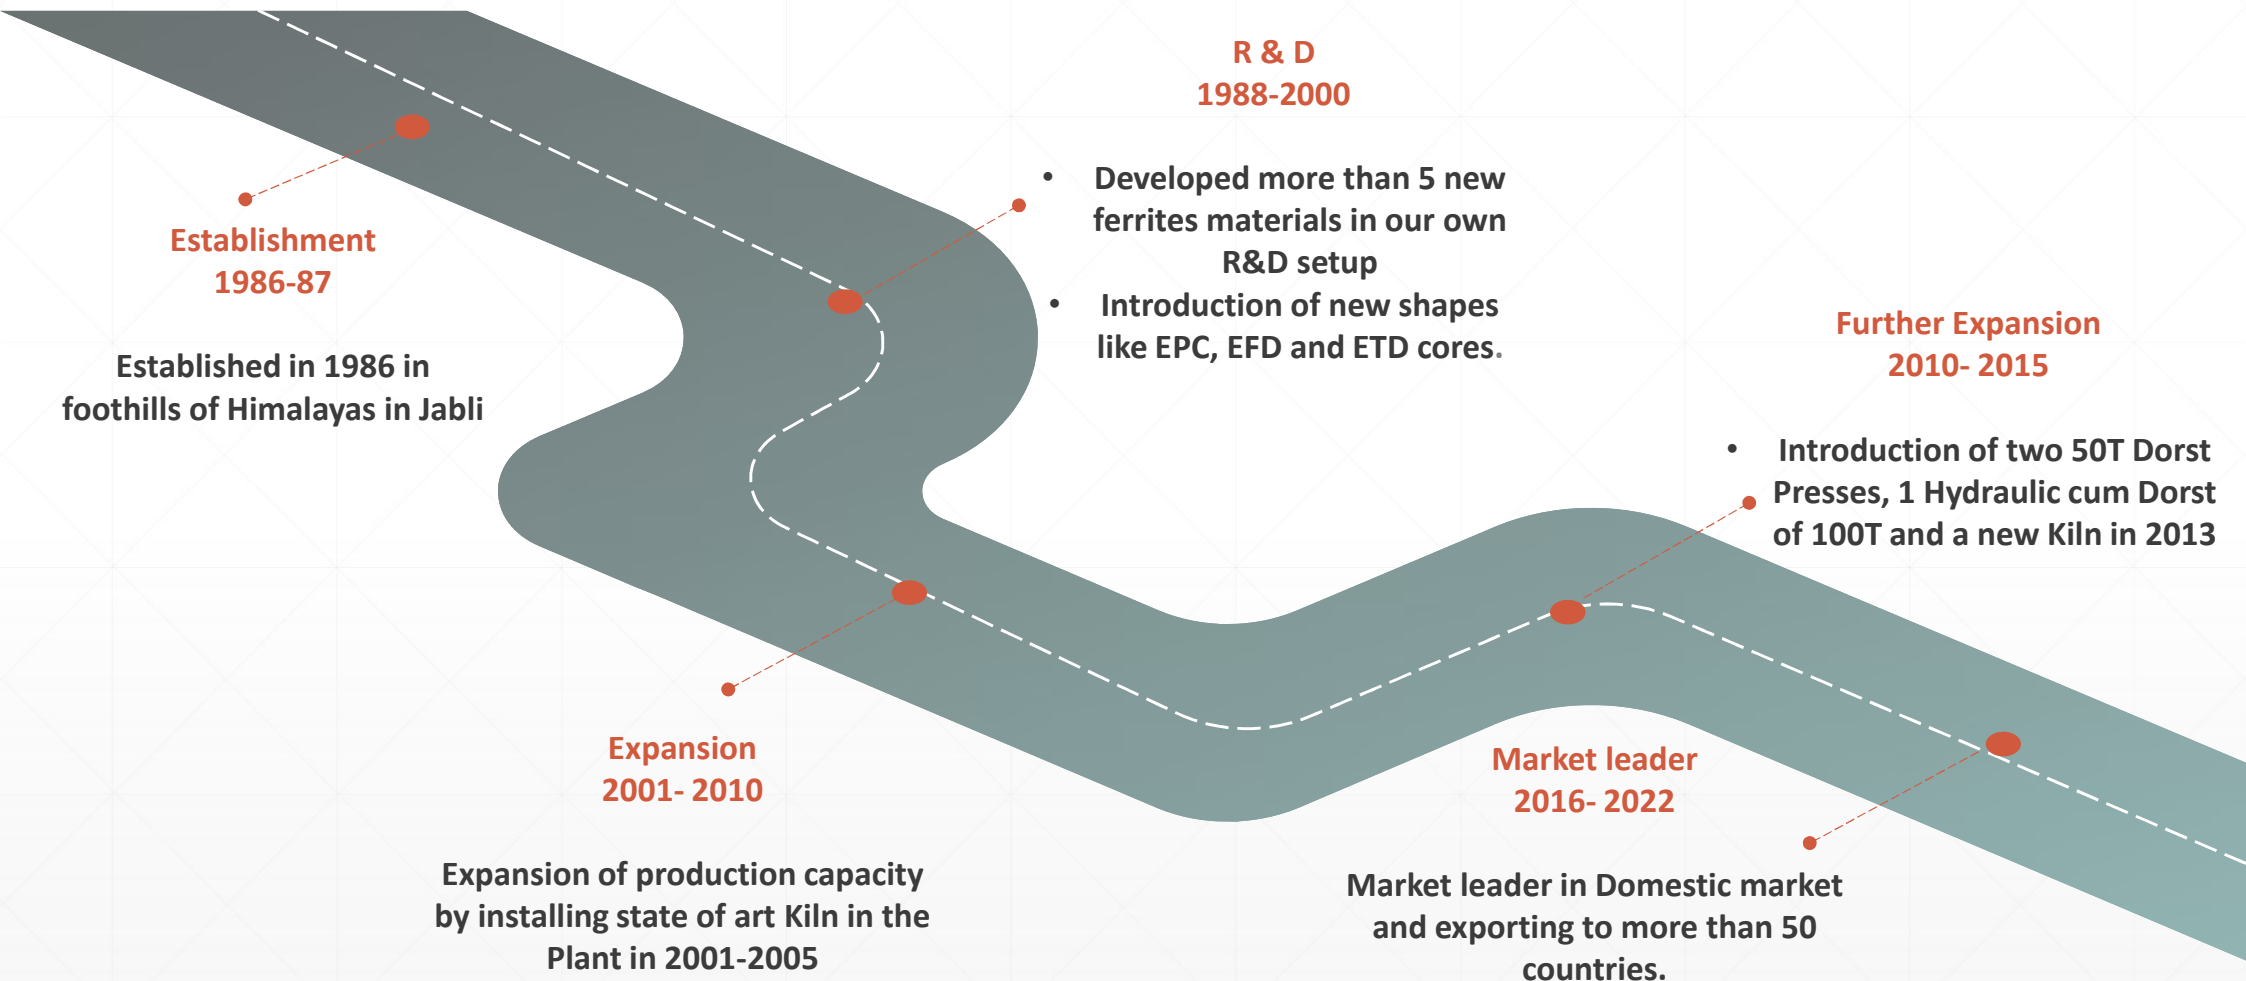 Establishment
1986-87
Established in 1986 in
foothills of Himalayas in Jabli
R & D
1988-2000
• Developed more than 5 new
ferrites materials in our own
R&D setup
• Introduction of new shapes
like EPC, EFD and ETD cores.
Expansion
2001- 2010
Expansion of production capacity
by installing state of art Kiln in the
Plant in 2001-2005
Further Expansion
2010- 2015
• Introduction of two 50T Dorst
Presses, 1 Hydraulic cum Dorst
of 100T and a new Kiln in 2013
Market leader
2016- 2022
Market leader in Domestic market
and exporting to more than 50
countries.